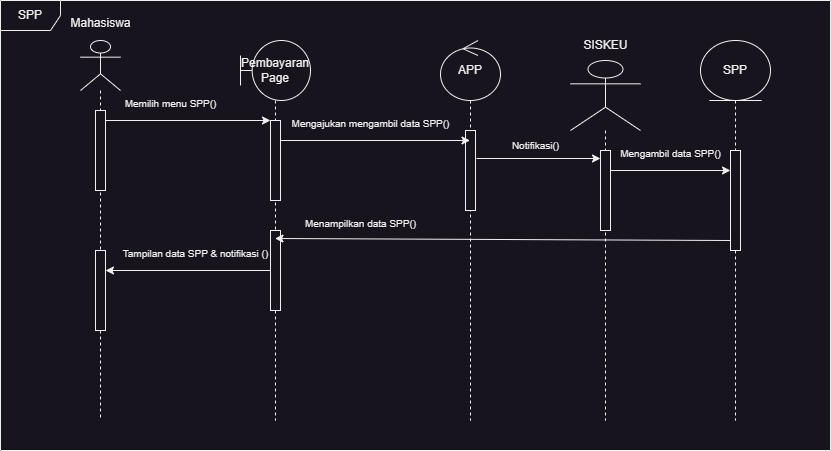 SPP
Mahasiswa
Pembayaran
Page
APP
SISKEU
SPP
Memilih menu SPP()
Mengajukan mengambil data SPP()
Notifikasi()
Mengambil data SPP()
Menampilkan data SPP()
Tampilan data SPP & notifikasi ()